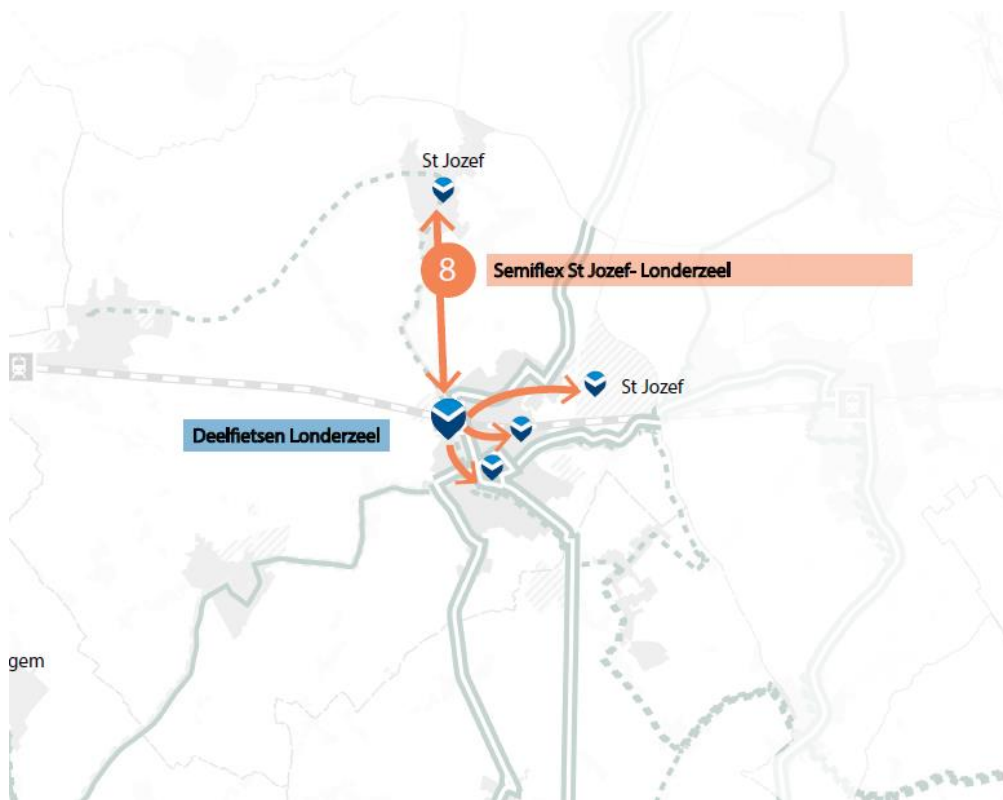 St Jozef
8
Semiflex St Jozef- Londerzeel
St Jozef
Deelfietsen Londerzeel
gem